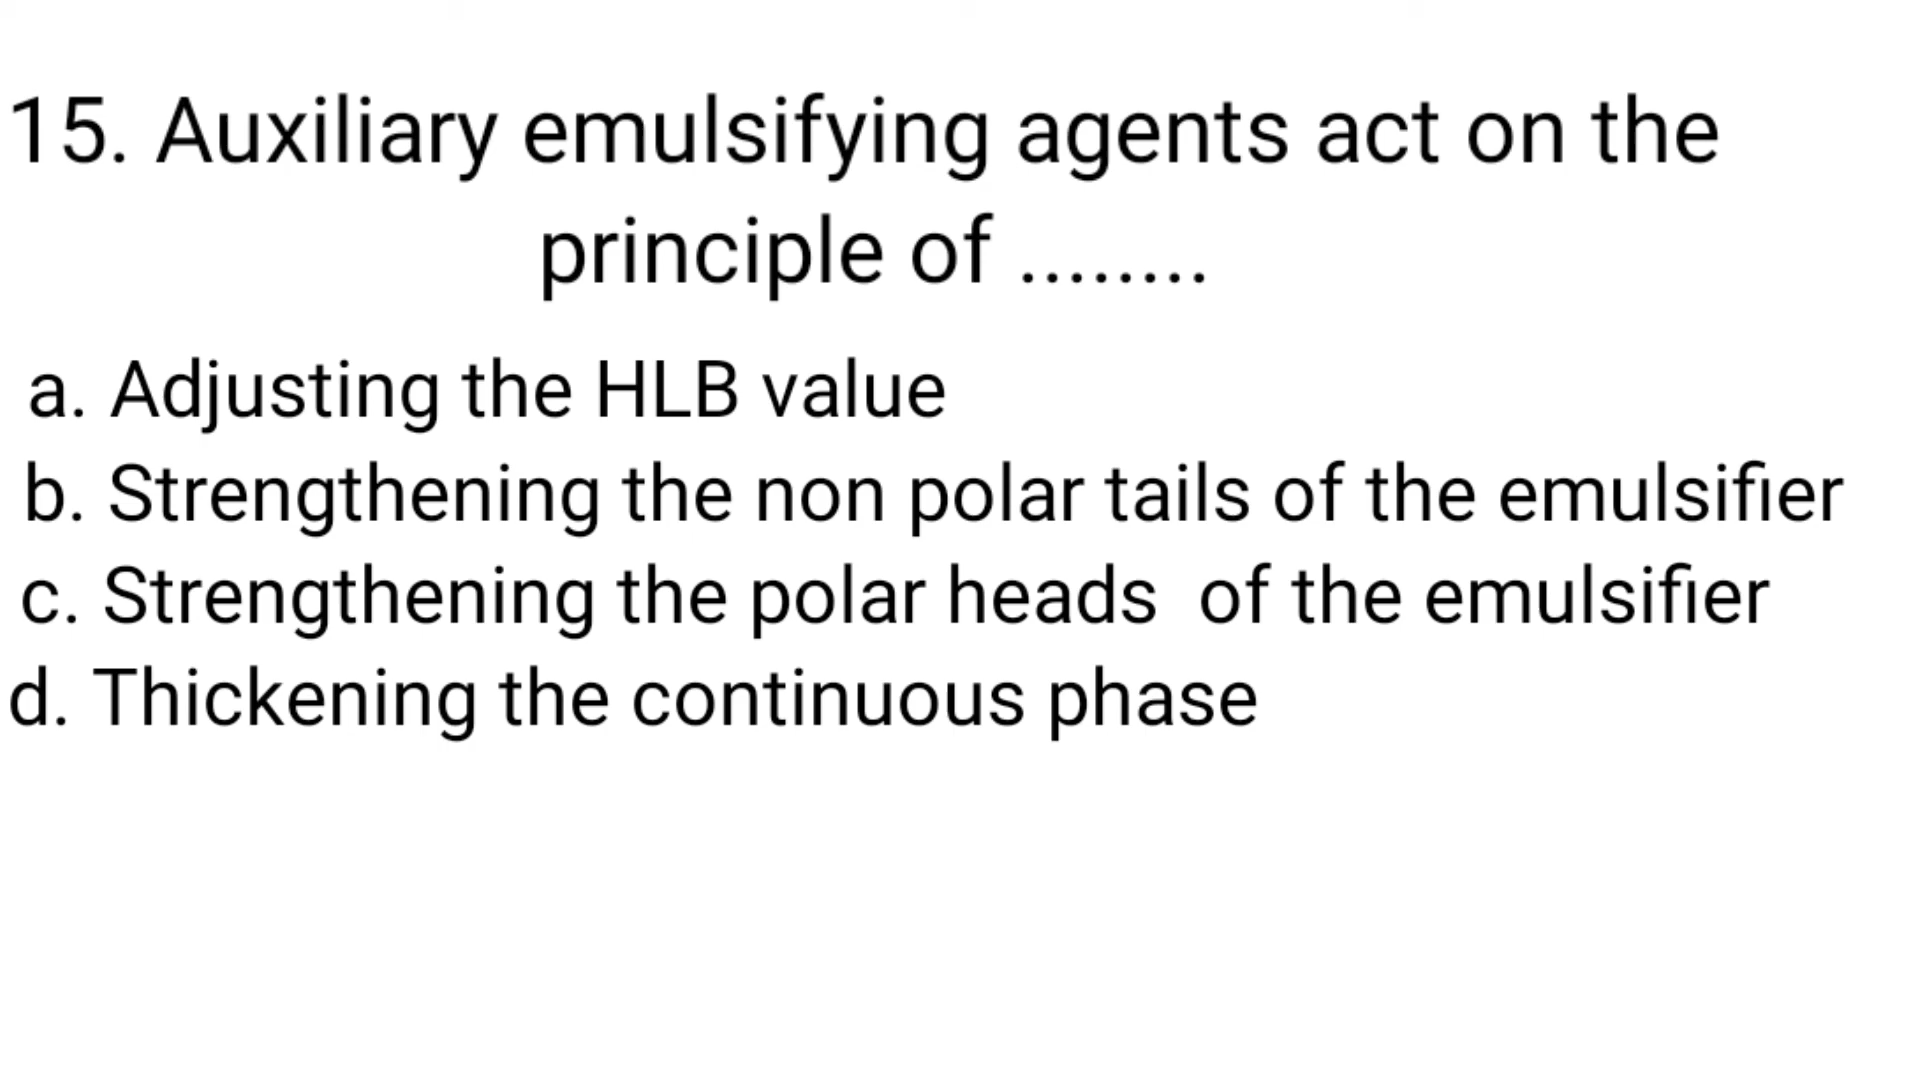 15. Auxiliary emulsifying agents act on the
principle of ........
a. Adjusting the HLB value
b. Strengthening the non polar tails of the emulsifier
c. Strengthening the polar heads  of the emulsifier
d. Thickening the continuous phase